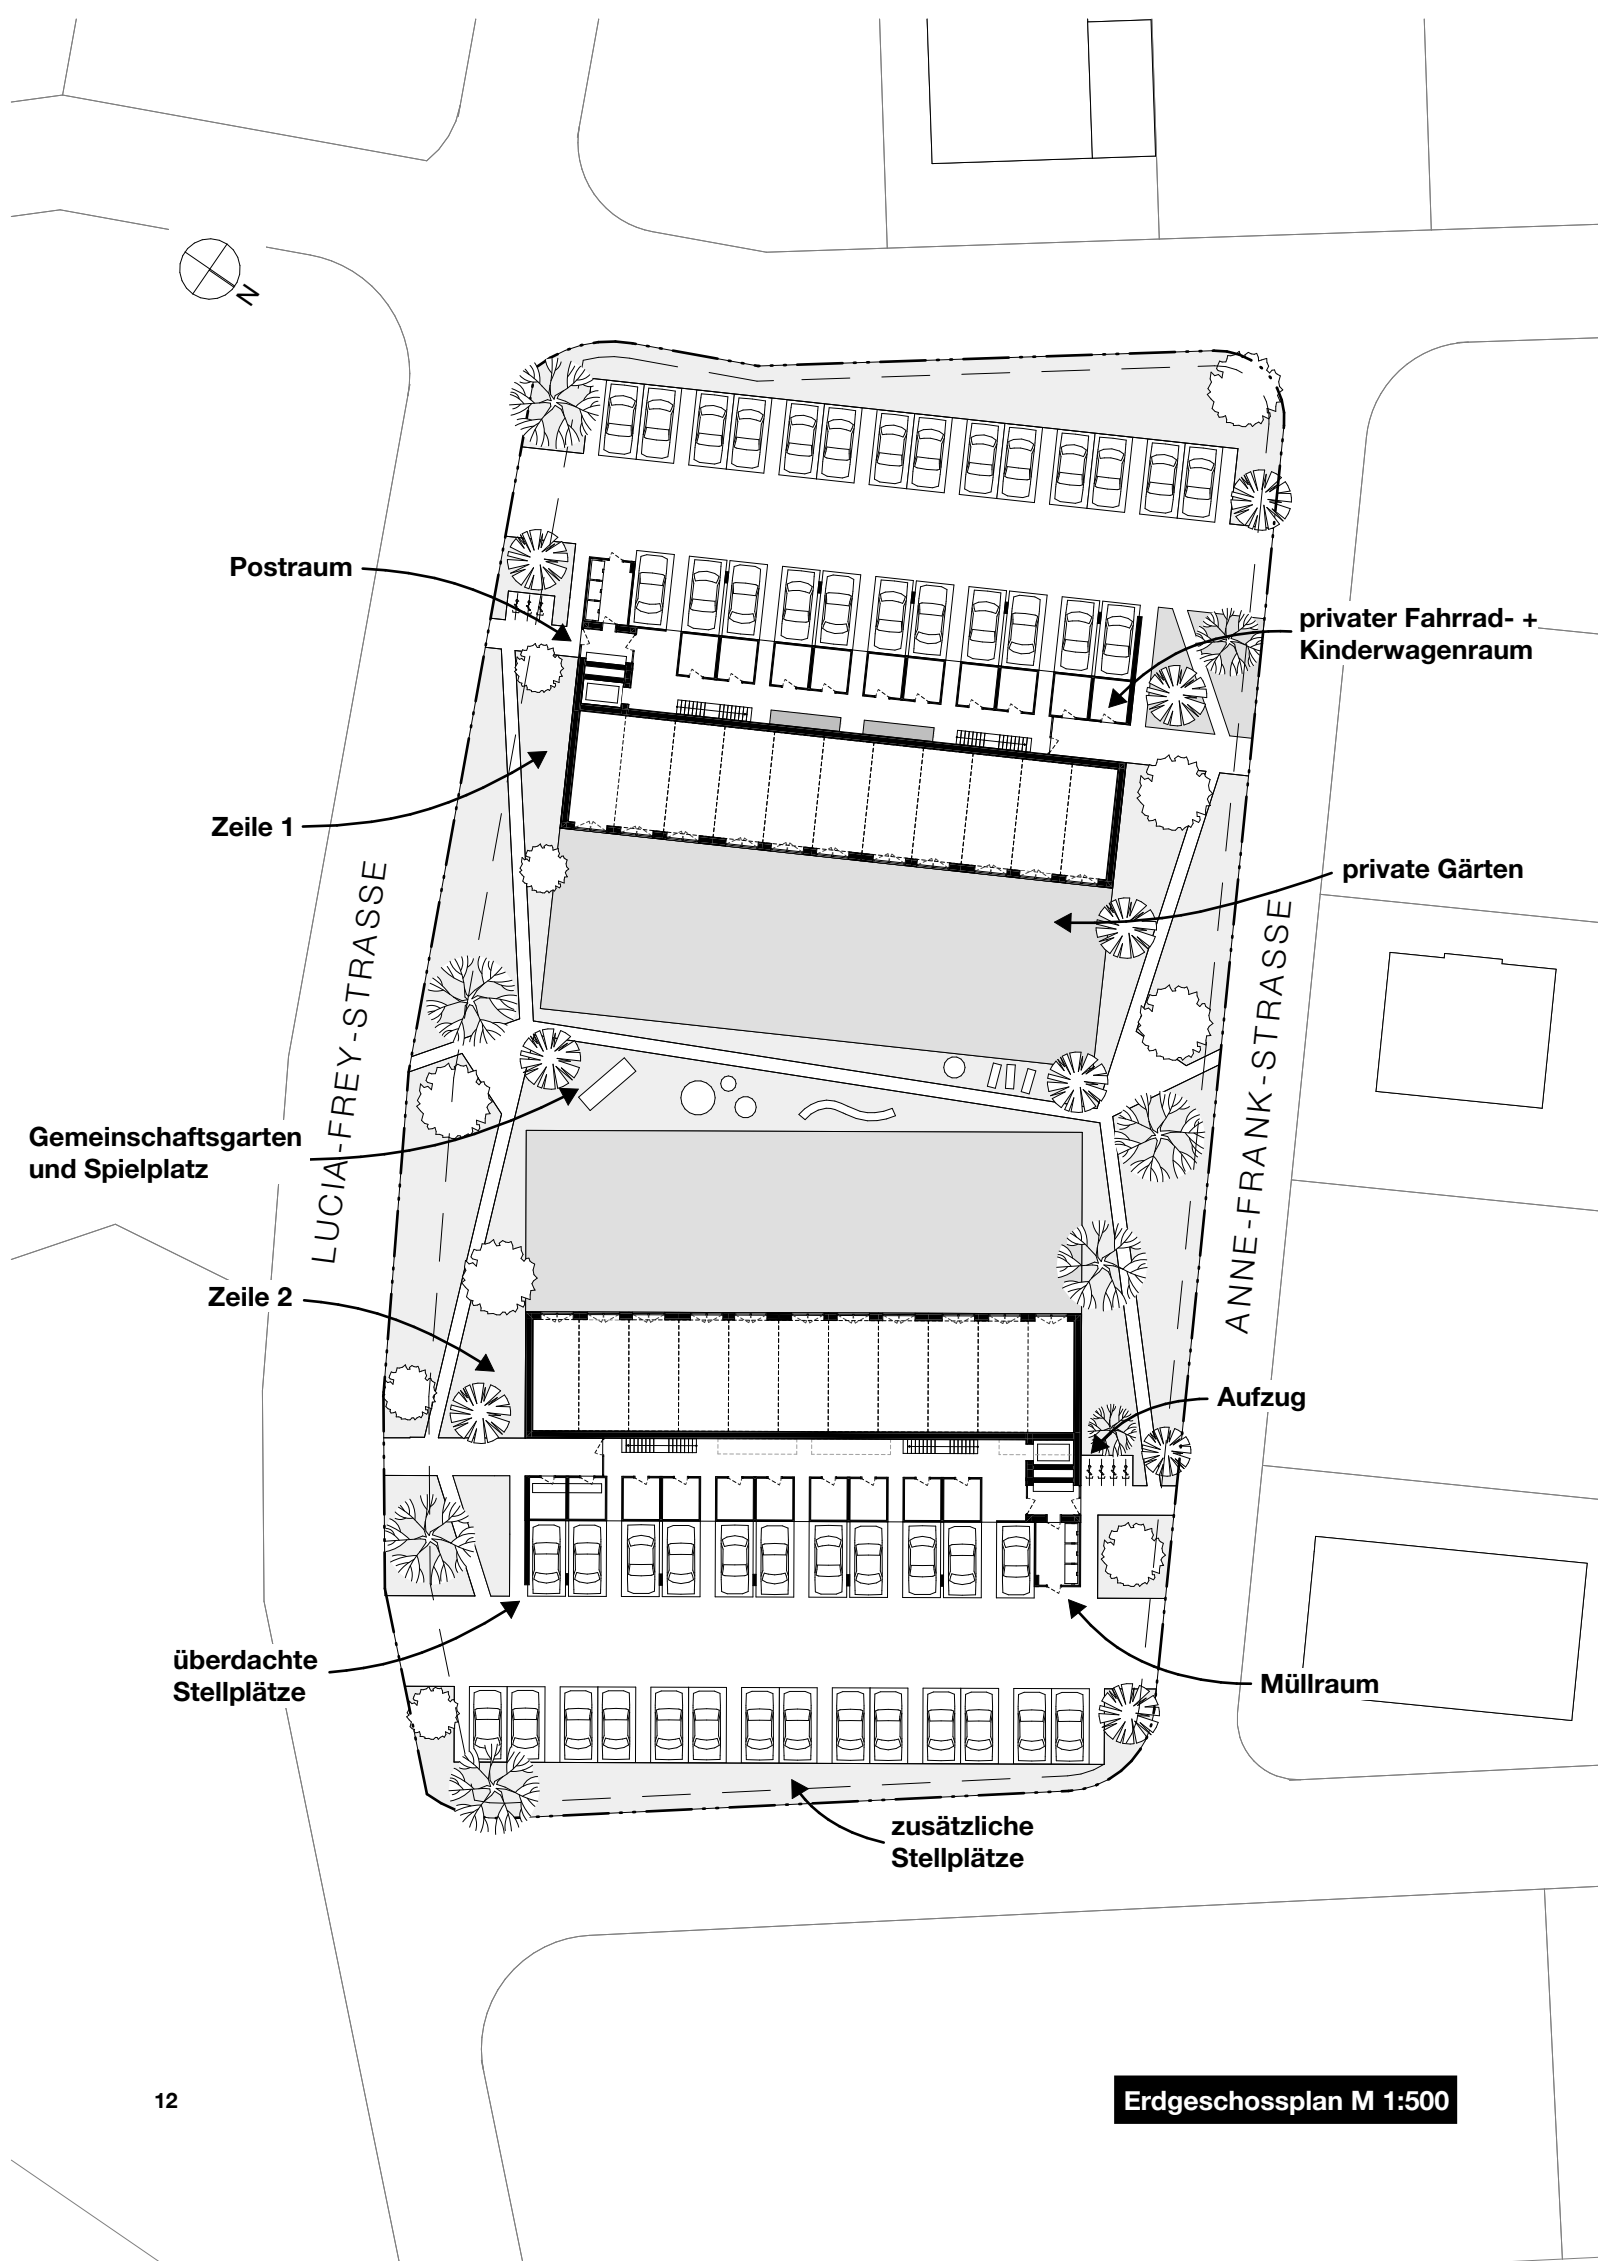 N
Postraum
privater Fahrrad- +
Kinderwagenraum
Zeile 1
private Gärten
LUCIA-FREY-STRASSE
ANNE-FRANK-STRASSE
Gemeinschaftsgarten
und Spielplatz
Zeile 2
Aufzug
überdachte
Stellplätze
Müllraum
zusätzliche
Stellplätze
12
Erdgeschossplan M 1:500